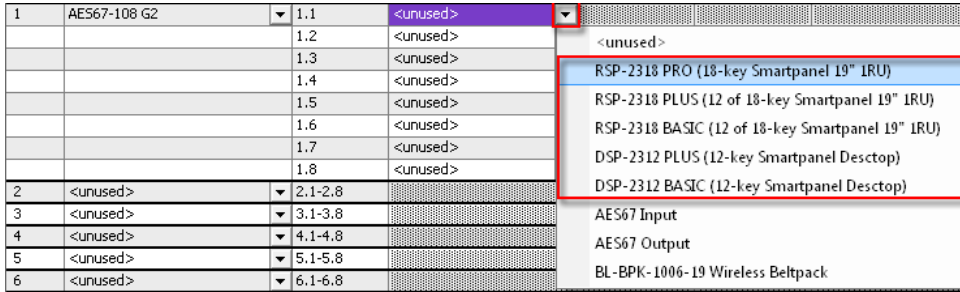 1 AES67-108 G2 1.1 <unused>
1.2 <unused>
1.3 <unused>
1.4 <unused>
1.5 <unused>
1.6 <unused>
1.7 <unused>
1.8 <unused>
2 <unused> 2.1-2.8
3 <unused> 3.1-3.8
4 <unused> 4.1-4.8
5 <unused> 5.1-5.8
6 <unused> 6.1-6.8
<unused>
RSP-2318 PRO (18-key Smartpanel 19" 1RU)
RSP-2318 PLUS (12 of 18-key Smartpanel 19" 1RU)
RSP-2318 BASIC (12 of 18-key Smartpanel 19" 1RU)
DSP-2312 PLUS (12-key Smartpanel Desctop)
DSP-2312 BASIC (12-key Smartpanel Desctop)
AES67 Input
AES67 Output
BL-BPK-1006-19 Wireless Beltpack